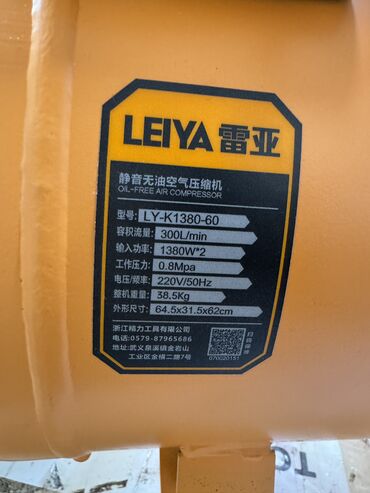 LEIYA 雷亚
静音无油空气压缩机
OIL-FREE AIR COMPRESSOR
型号: LY-K1380-60
容积流量: 300L/min
输入功率: 1380W*2
工作压力: 0.8Mpa
电压/频率: 220V/50Hz
整机重量: 38.5Kg
外形尺寸: 64.5x31.5x62cm
浙江精力工具有限公司
电话:0579-87965686
地址:武义泉溪镇金岩山
工业区金横二路7号
070020151
TO